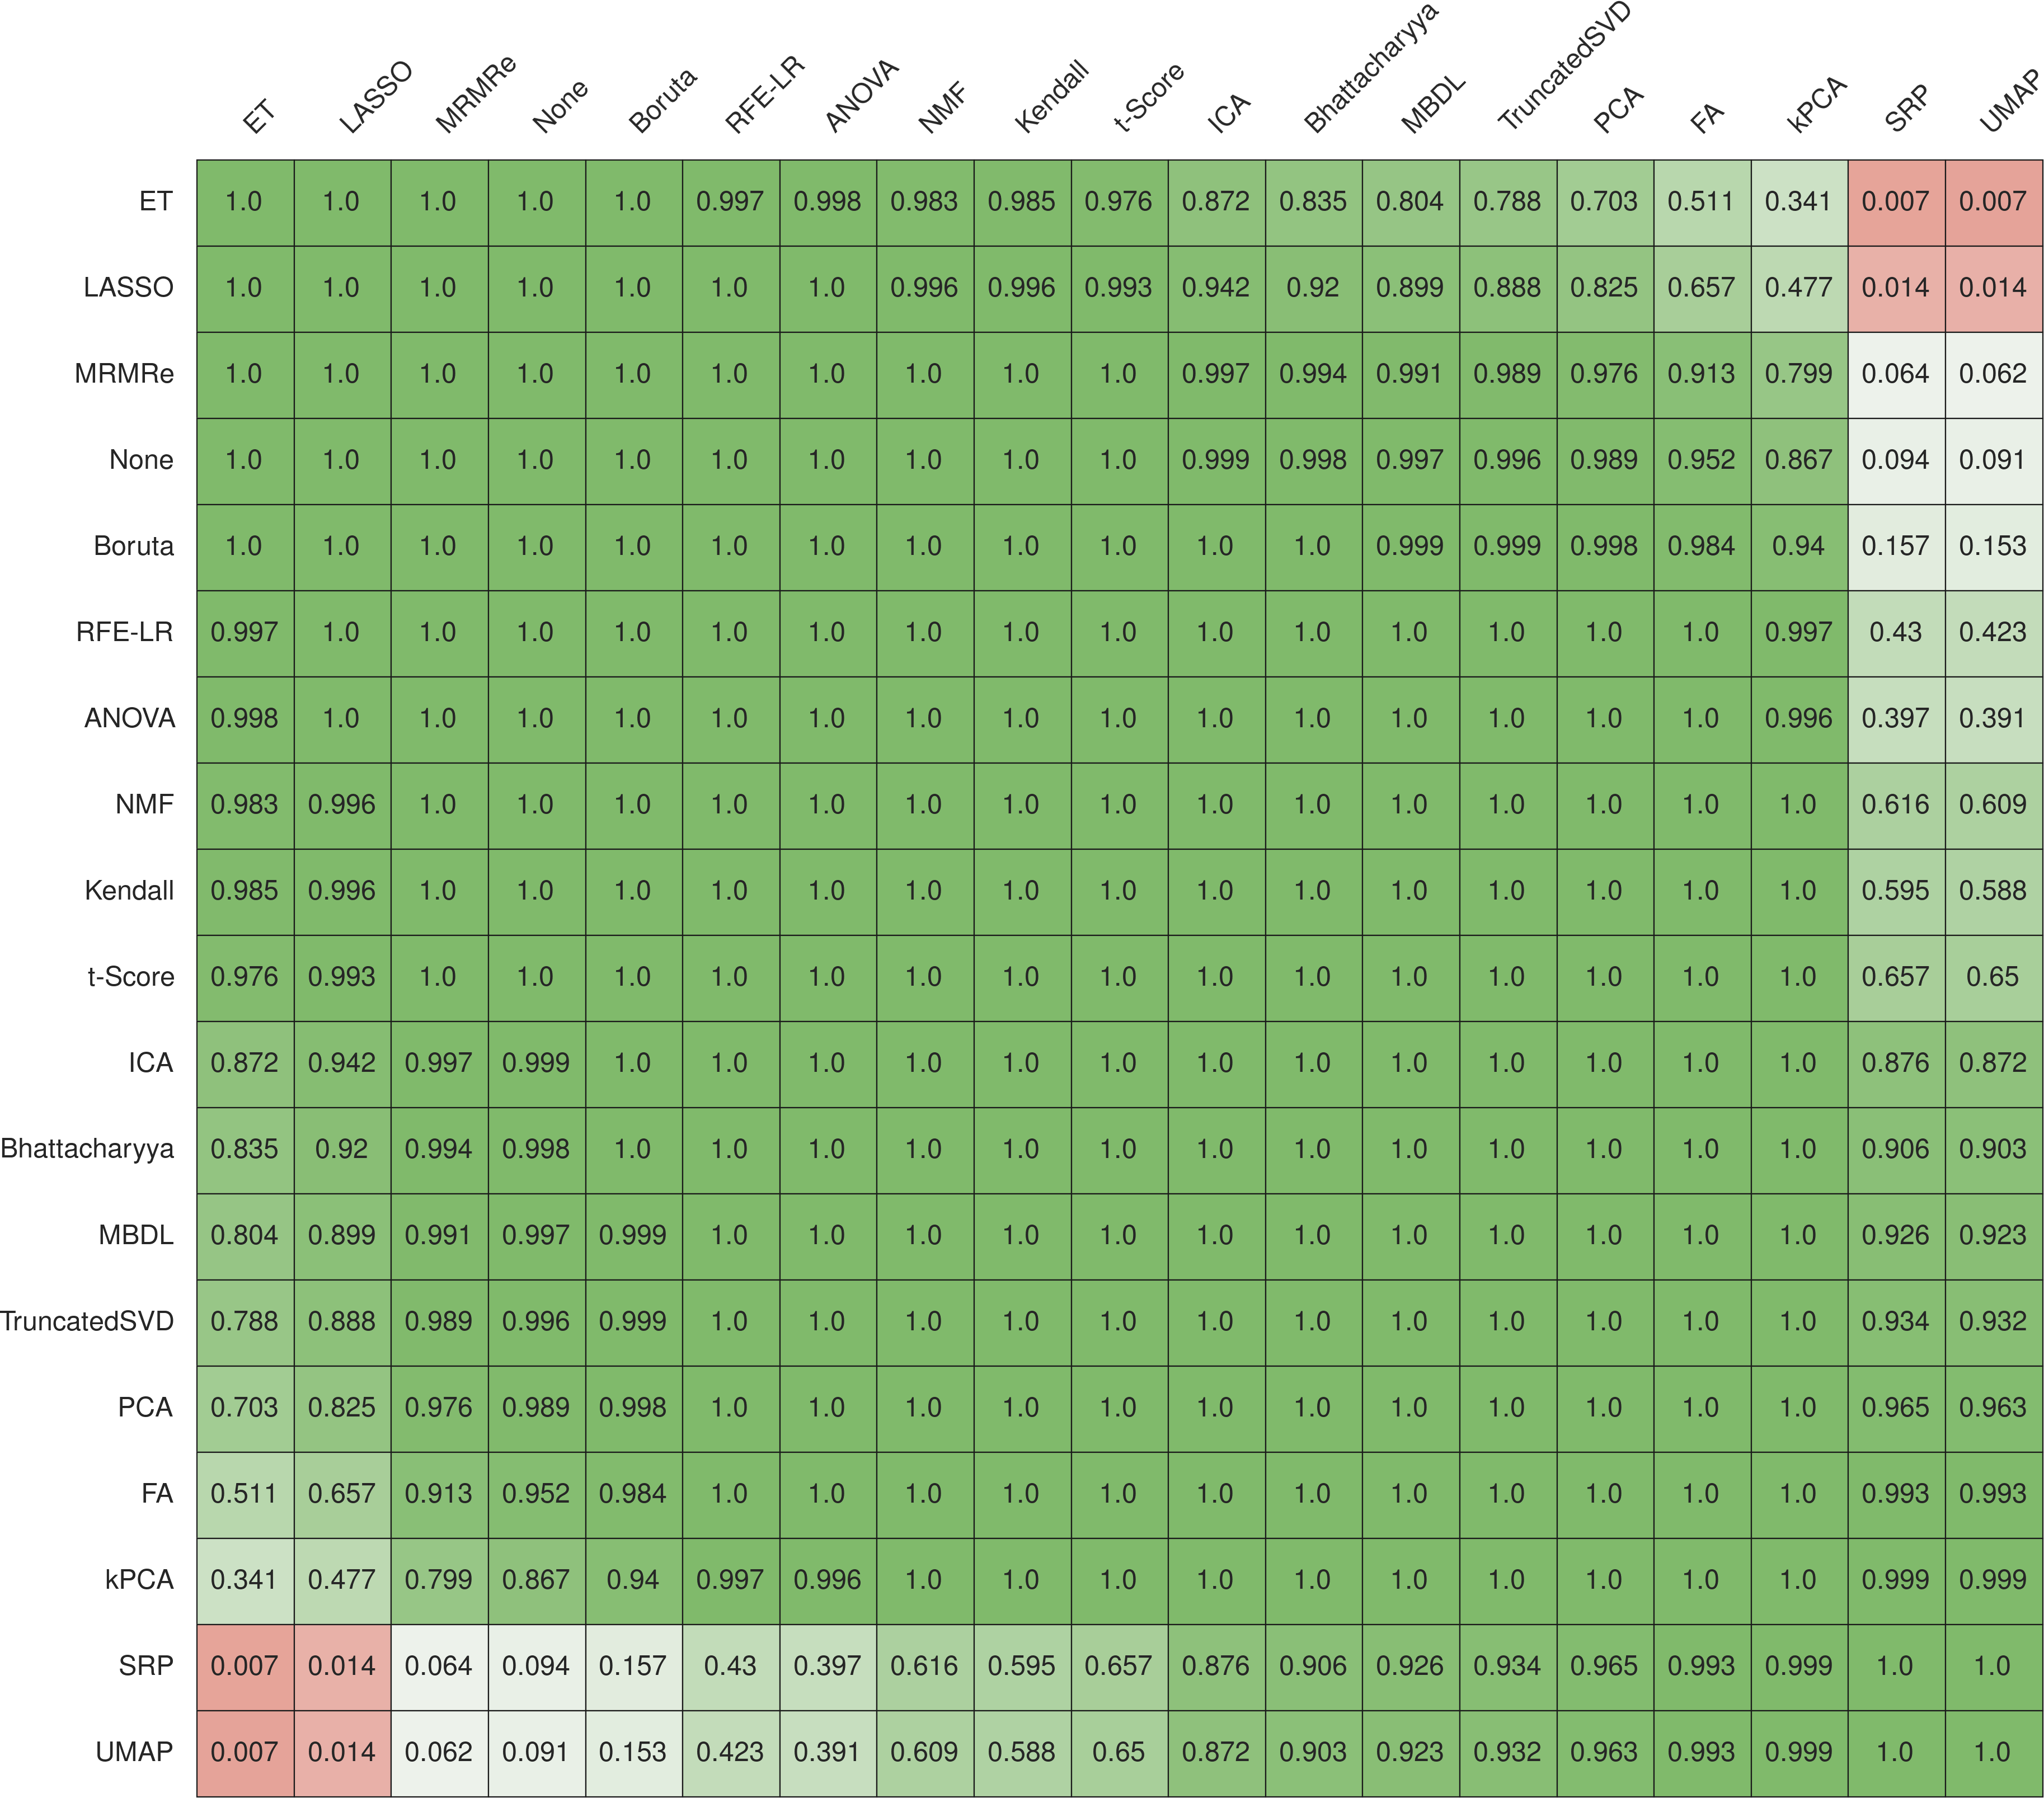 ET LASSO MRMRe None Boruta RFE-LR ANOVA NMF Kendall t-Score ICA Bhattacharyya MBDL TruncatedSVD PCA FA kPCA SRP UMAP
ET 1.0 1.0 1.0 1.0 1.0 0.997 0.998 0.983 0.985 0.976 0.872 0.835 0.804 0.788 0.703 0.511 0.341 0.007 0.007
LASSO 1.0 1.0 1.0 1.0 1.0 1.0 1.0 0.996 0.996 0.993 0.942 0.92 0.899 0.888 0.825 0.657 0.477 0.014 0.014
MRMRe 1.0 1.0 1.0 1.0 1.0 1.0 1.0 1.0 1.0 1.0 0.997 0.994 0.991 0.989 0.976 0.913 0.799 0.064 0.062
None 1.0 1.0 1.0 1.0 1.0 1.0 1.0 1.0 1.0 1.0 0.999 0.998 0.997 0.996 0.989 0.952 0.867 0.094 0.091
Boruta 1.0 1.0 1.0 1.0 1.0 1.0 1.0 1.0 1.0 1.0 1.0 1.0 0.999 0.999 0.998 0.984 0.94 0.157 0.153
RFE-LR 0.997 1.0 1.0 1.0 1.0 1.0 1.0 1.0 1.0 1.0 1.0 1.0 1.0 1.0 1.0 1.0 0.997 0.43 0.423
ANOVA 0.998 1.0 1.0 1.0 1.0 1.0 1.0 1.0 1.0 1.0 1.0 1.0 1.0 1.0 1.0 1.0 0.996 0.397 0.391
NMF 0.983 0.996 1.0 1.0 1.0 1.0 1.0 1.0 1.0 1.0 1.0 1.0 1.0 1.0 1.0 1.0 1.0 0.616 0.609
Kendall 0.985 0.996 1.0 1.0 1.0 1.0 1.0 1.0 1.0 1.0 1.0 1.0 1.0 1.0 1.0 1.0 1.0 0.595 0.588
t-Score 0.976 0.993 1.0 1.0 1.0 1.0 1.0 1.0 1.0 1.0 1.0 1.0 1.0 1.0 1.0 1.0 1.0 0.657 0.65
ICA 0.872 0.942 0.997 0.999 1.0 1.0 1.0 1.0 1.0 1.0 1.0 1.0 1.0 1.0 1.0 1.0 1.0 0.876 0.872
Bhattacharyya 0.835 0.92 0.994 0.998 1.0 1.0 1.0 1.0 1.0 1.0 1.0 1.0 1.0 1.0 1.0 1.0 1.0 0.906 0.903
MBDL 0.804 0.899 0.991 0.997 0.999 1.0 1.0 1.0 1.0 1.0 1.0 1.0 1.0 1.0 1.0 1.0 1.0 0.926 0.923
TruncatedSVD 0.788 0.888 0.989 0.996 0.999 1.0 1.0 1.0 1.0 1.0 1.0 1.0 1.0 1.0 1.0 1.0 1.0 0.934 0.932
PCA 0.703 0.825 0.976 0.989 0.998 1.0 1.0 1.0 1.0 1.0 1.0 1.0 1.0 1.0 1.0 1.0 1.0 0.965 0.963
FA 0.511 0.657 0.913 0.952 0.984 1.0 1.0 1.0 1.0 1.0 1.0 1.0 1.0 1.0 1.0 1.0 1.0 0.993 0.993
kPCA 0.341 0.477 0.799 0.867 0.94 0.997 0.996 1.0 1.0 1.0 1.0 1.0 1.0 1.0 1.0 1.0 1.0 0.999 0.999
SRP 0.007 0.014 0.064 0.094 0.157 0.43 0.397 0.616 0.595 0.657 0.876 0.906 0.926 0.934 0.965 0.993 0.999 1.0 1.0
UMAP 0.007 0.014 0.062 0.091 0.153 0.423 0.391 0.609 0.588 0.65 0.872 0.903 0.923 0.932 0.963 0.993 0.999 1.0 1.0